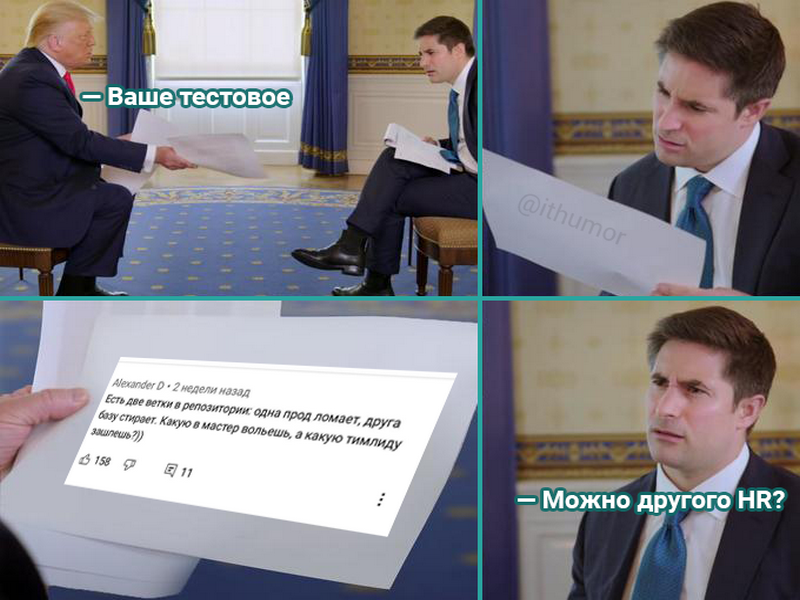 — Ваше тестовое
@ithumor
Alexander D • 2 недели назад
Есть две ветки в репозитории: одна прод ломает, друга
базу стирает. Какую в мастер вольешь, а какую тимлиду
зашлешь?))
158
11
— Можно другого HR?